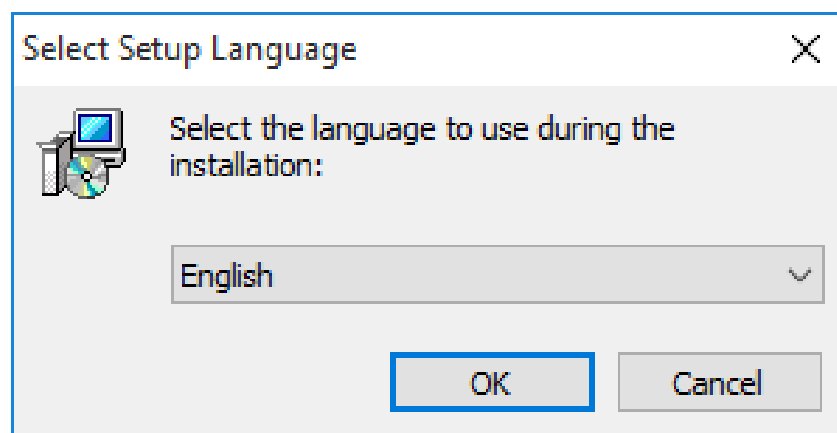 Select Setup Language
Select the language to use during the
installation:
English
OK
Cancel